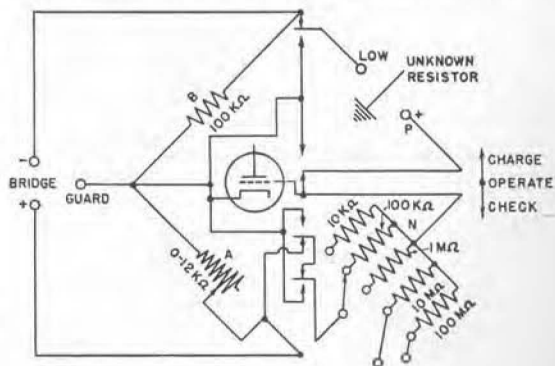 LOW
UNKNOWN
RESISTOR
B
100 KΩ
+
P
-
BRIDGE
+
GUARD
CHARGE
OPERATE
CHECK
A
0-12 KΩ
10 KΩ
100 KΩ
N
1 MΩ
10 MΩ
100 MΩ